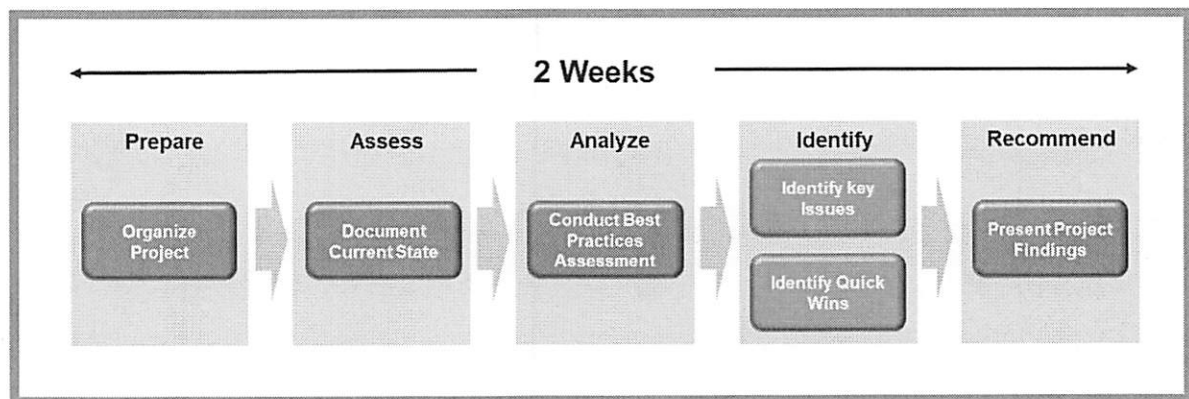 2 Weeks
Prepare
Organize
Project
Assess
Document
Current State
Analyze
Conduct Best
Practices
Assessment
Identify
Identify key
Issues
Identify Quick
Wins
Recommend
Present Project
Findings